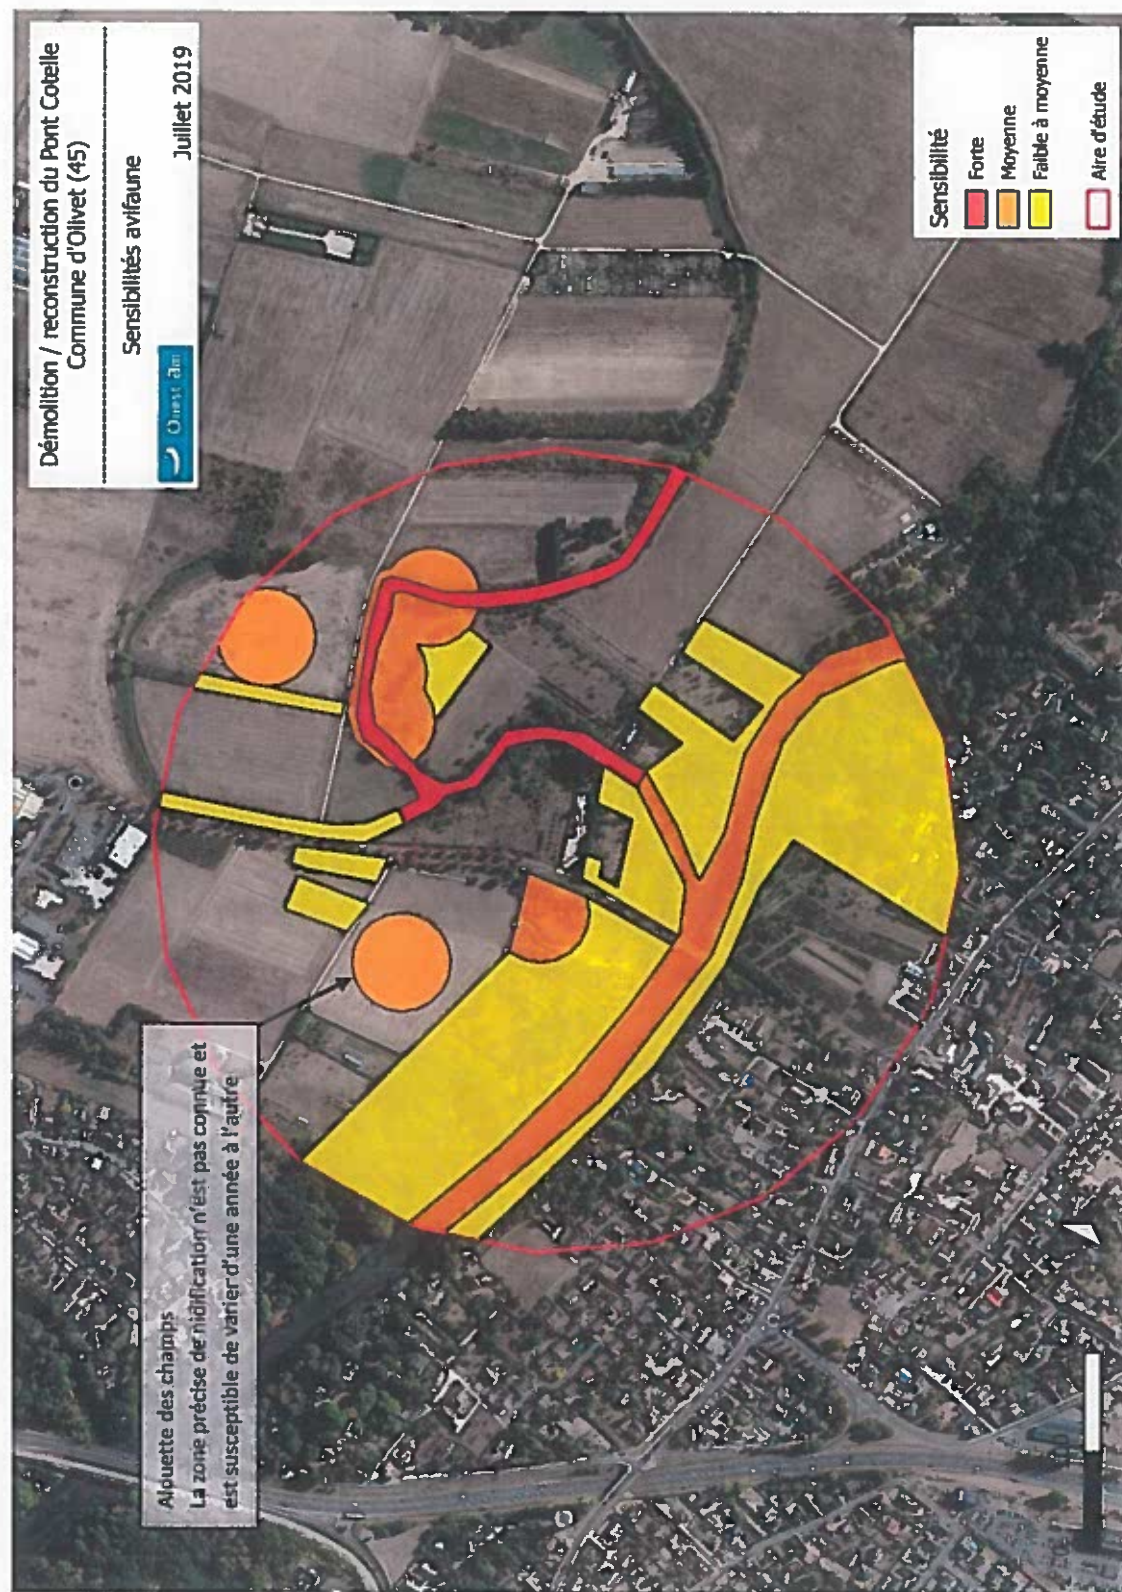 Démolition / reconstruction du Pont Cotelle
Commune d'Olivet (45)
Sensibilités avifaune
Juillet 2019
Ouest am
Alouette des champs
La zone précise de nidification n'est pas connue et
est susceptible de varier d'une année à l'autre
Sensibilité
Forte
Moyenne
Faible à moyenne
Aire d'étude